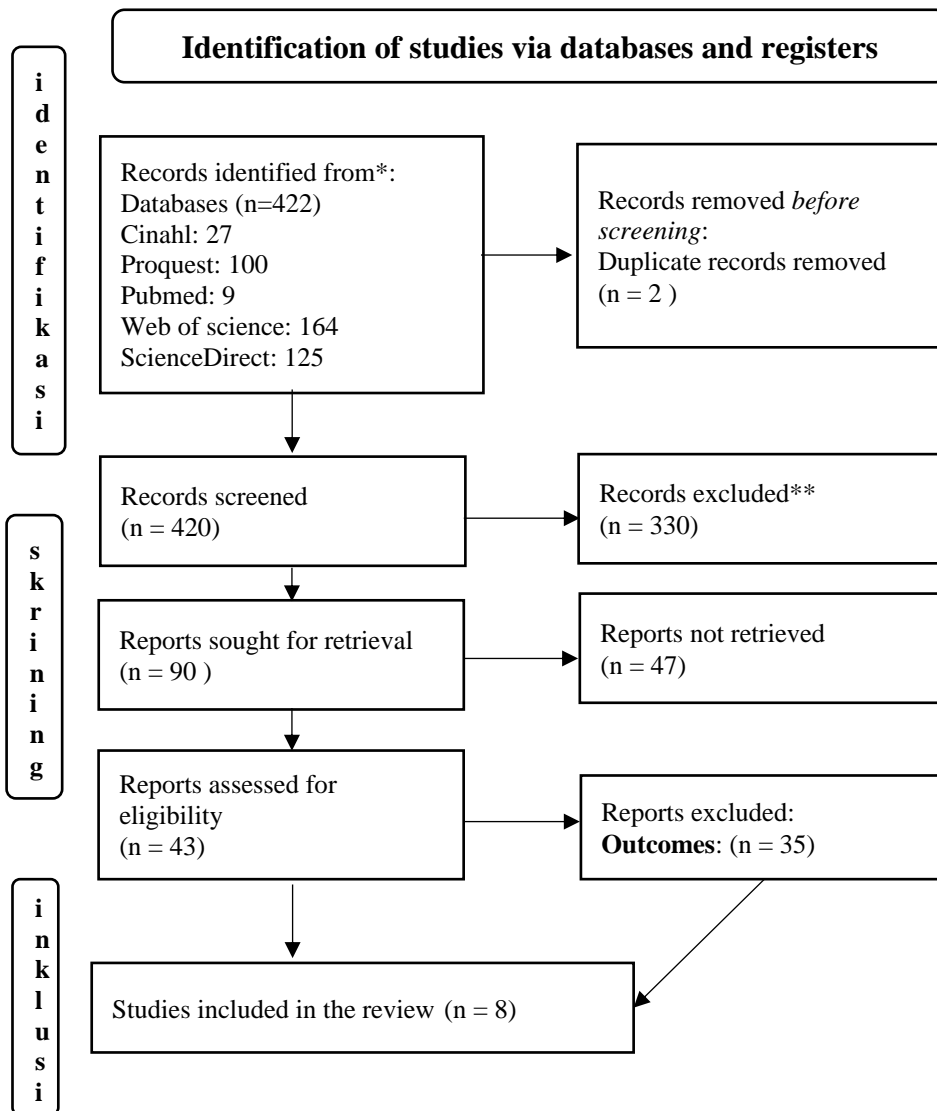 Identification of studies via databases and registers
identifikasi
Records identified from*:
Databases (n=422)
Cinahl: 27
Proquest: 100
Pubmed: 9
Web of science: 164
ScienceDirect: 125
Records removed before
screening:
Duplicate records removed
(n = 2 )
skrining
Records screened
(n = 420)
Records excluded**
(n = 330)
Reports sought for retrieval
(n = 90 )
Reports not retrieved
(n = 47)
Reports assessed for
eligibility
(n = 43)
Reports excluded:
Outcomes: (n = 35)
inklusi
Studies included in the review (n = 8)